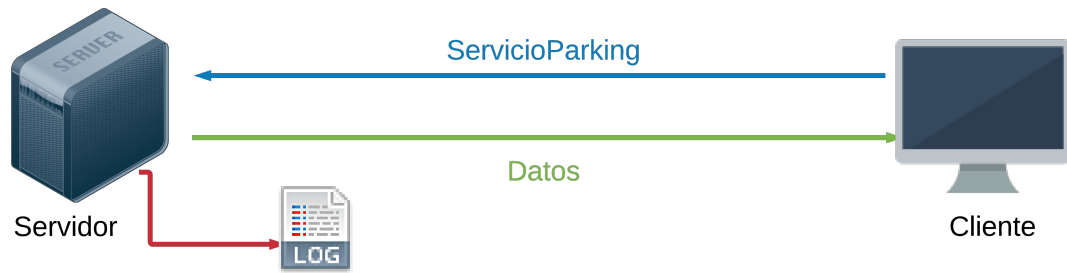 SERVER
ServicioParking
Datos
Servidor
LOG
Cliente